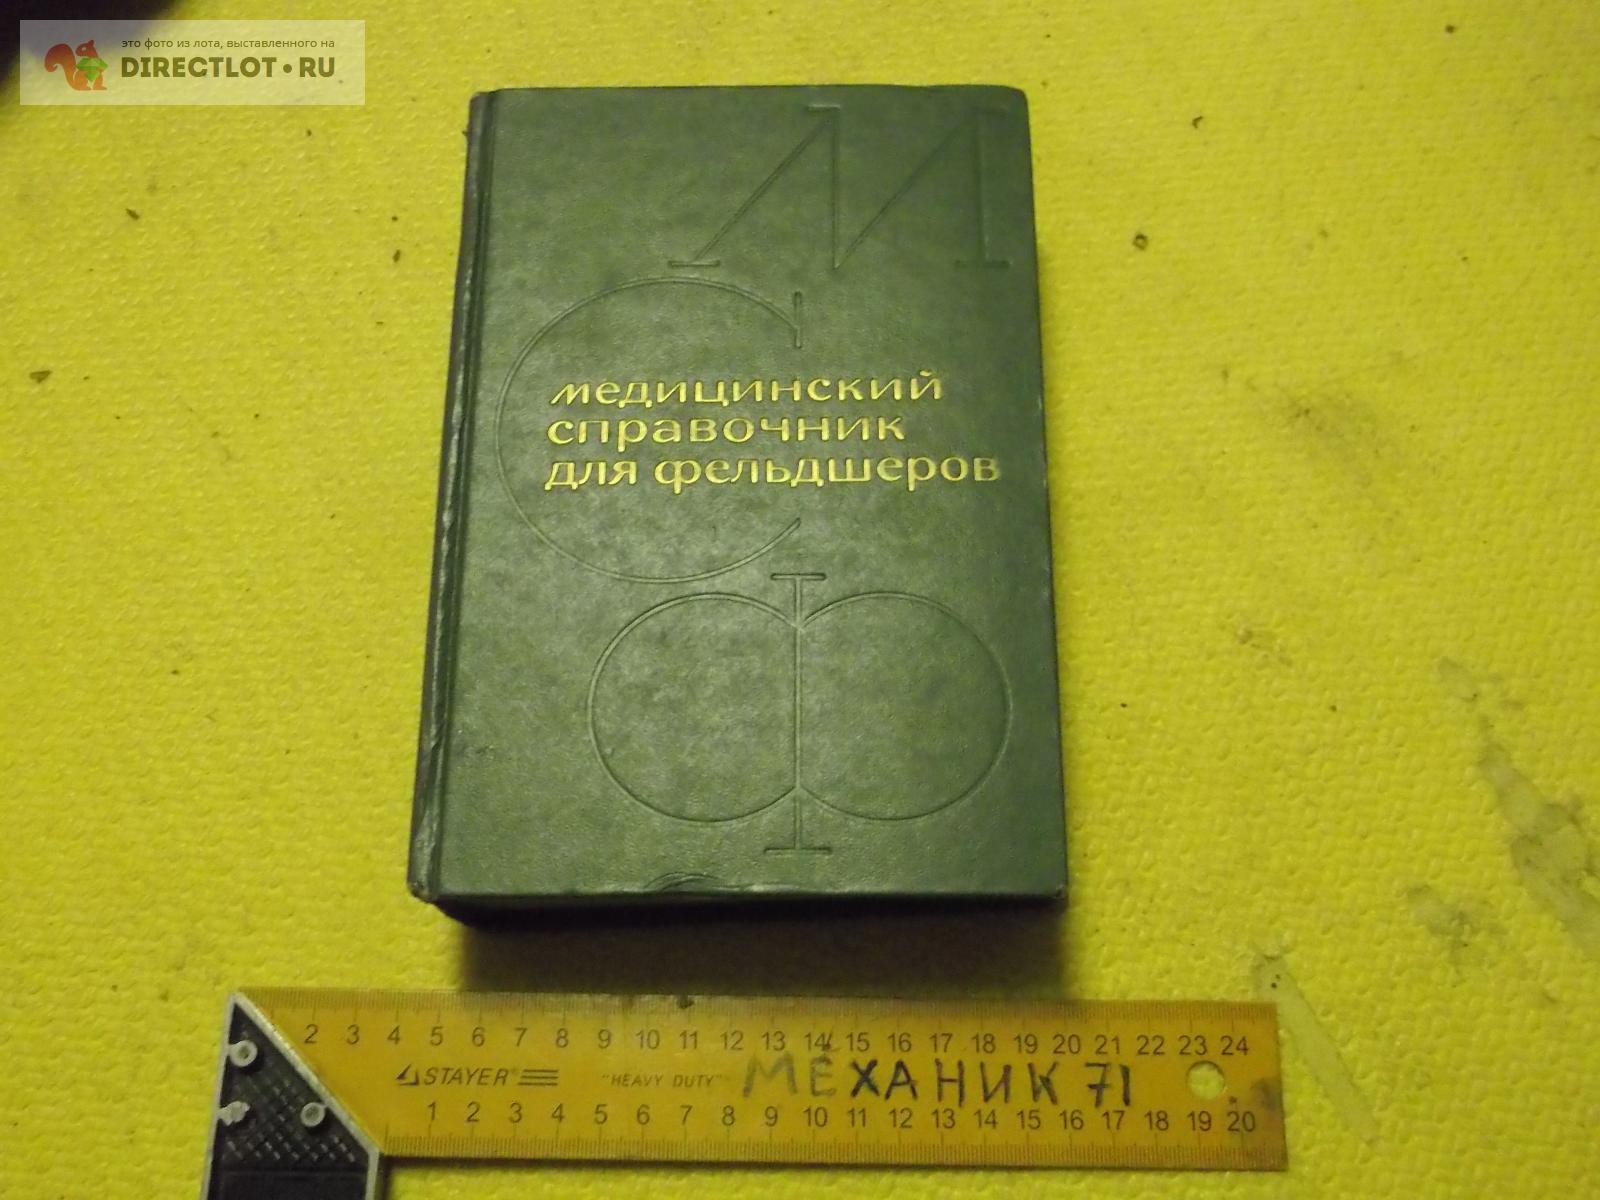 это фото из лота, выставленного на
DIRECTLOT•RU
М
С
медицинский
справочник
для фельдшеров
Ф
2 3 4 5 6 7 8 9 10 11 12 13 14 15 16 17 18 19 20 21 22 23 24
STAYER® "HEAVY DUTY" МЕХАНИК 71
1 2 3 4 5 6 7 8 9 10 11 12 13 14 15 16 17 18 19 20